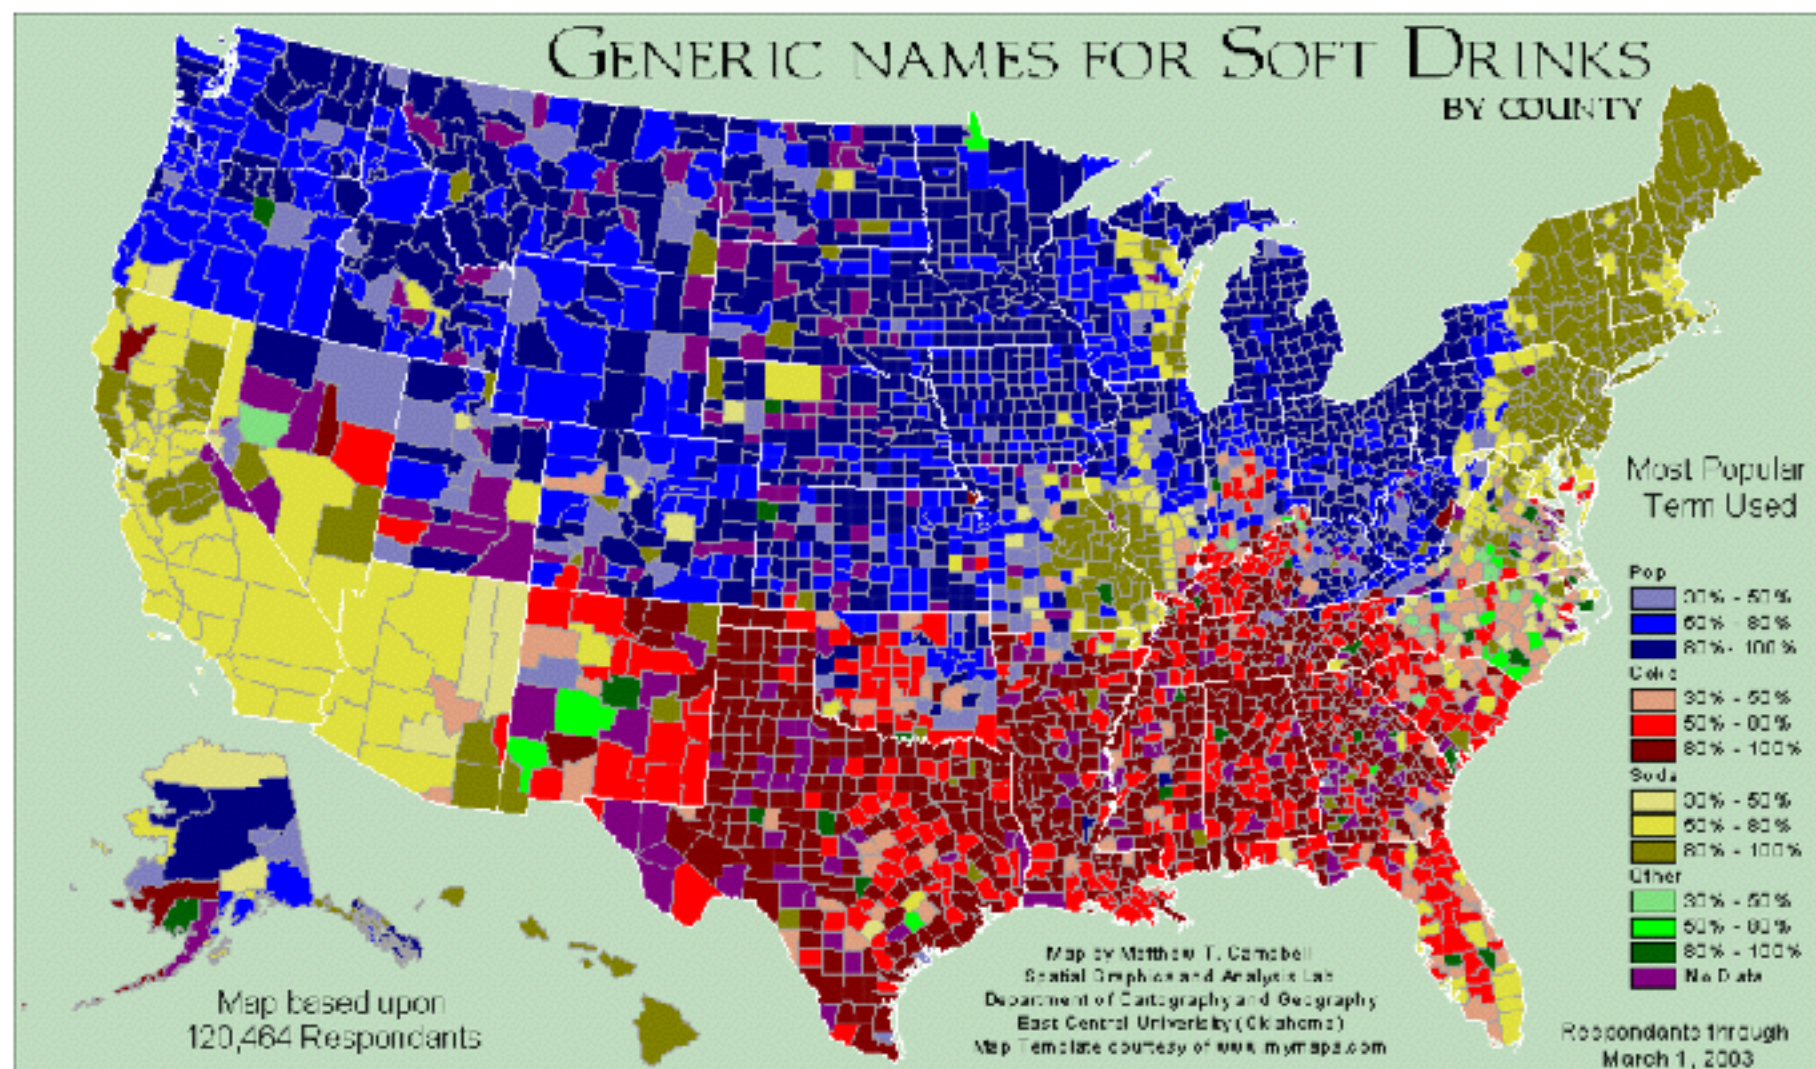 GENERIC NAMES FOR SOFT DRINKS
BY COUNTY
Most Popular
Term Used
Pop
30% - 50%
50% - 80%
80% - 100%
Coke
30% - 50%
50% - 80%
80% - 100%
Soda
30% - 50%
50% - 80%
80% - 100%
Other
30% - 50%
50% - 80%
80% - 100%
No Data
Map based upon
120,464 Respondants
Map by Matthew T. Campbell
Spatial Graphics and Analysis Lab
Department of Cartography and Geography
East Central Univerisity (Oklahoma)
Map Template courtesy of www.mymaps.com
Respondants through
March 1, 2003